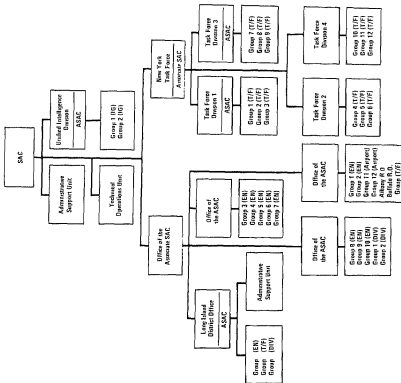 SAC
Administrative
Support Unit
Unified Intelligence
Division
ASAC
Group 1 (IG)
Group 2 (IG)
Technical
Operations Unit
Office of the
Associate SAC
New York
Task Force
Associate SAC
Long Island
District Office
ASAC
Group (EN)
Group (T/F)
Group (DIV)
Administrative
Support Unit
Office of
the ASAC
Group 3 (EN)
Group 4 (EN)
Group 5 (EN)
Group 6 (EN)
Group 7 (EN)
Office of
the ASAC
Group 8 (EN)
Group 9 (EN)
Group 10 (EN)
Group 1 (DIV)
Group 2 (DIV)
Office of
the ASAC
Group 1 (EN)
Group 2 (EN)
Group 11 (Airport)
Group 12 (Airport)
Albany R.O.
Buffalo R.O.
Group (T/F)
Task Force
Division 1
ASAC
Group 1 (T/F)
Group 2 (T/F)
Group 3 (T/F)
Task Force
Division 3
ASAC
Group 7 (T/F)
Group 8 (T/F)
Group 9 (T/F)
Task Force
Division 2
Group 4 (T/F)
Group 5 (T/F)
Group 6 (T/F)
Task Force
Division 4
Group 10 (T/F)
Group 11 (T/F)
Group 12 (T/F)